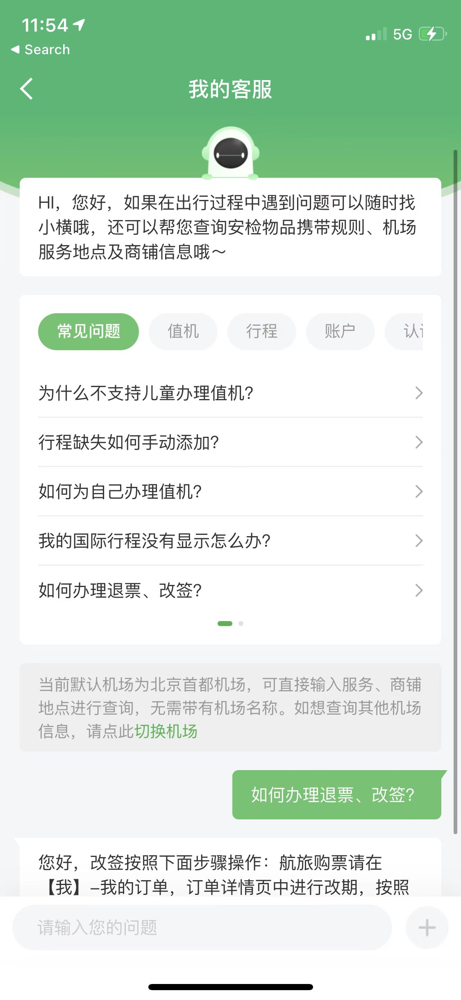 11:54
5G
Search
我的客服
HI，您好，如果在出行过程中遇到问题可以随时找
小横哦，还可以帮您查询安检物品携带规则、机场
服务地点及商铺信息哦～
常见问题
值机
行程
账户
认
为什么不支持儿童办理值机?
行程缺失如何手动添加?
如何为自己办理值机?
我的国际行程没有显示怎么办?
如何办理退票、改签?
当前默认机场为北京首都机场，可直接输入服务、商铺
地点进行查询，无需带有机场名称。如想查询其他机场
信息，请点此切换机场
如何办理退票、改签?
您好，改签按照下面步骤操作：航旅购票请在
【我】–我的订单，订单详情页中进行改期，按照
请输入您的问题